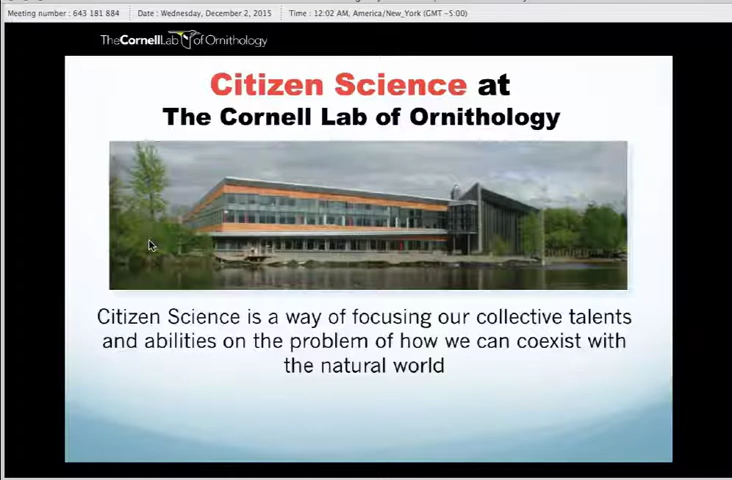 Meeting number : 643 181 884 Date : Wednesday, December 2, 2015 Time : 12:02 AM, America/New_York (GMT -5:00)
TheCornellLab of Ornithology
Citizen Science at
The Cornell Lab of Ornithology
Citizen Science is a way of focusing our collective talents
and abilities on the problem of how we can coexist with
the natural world